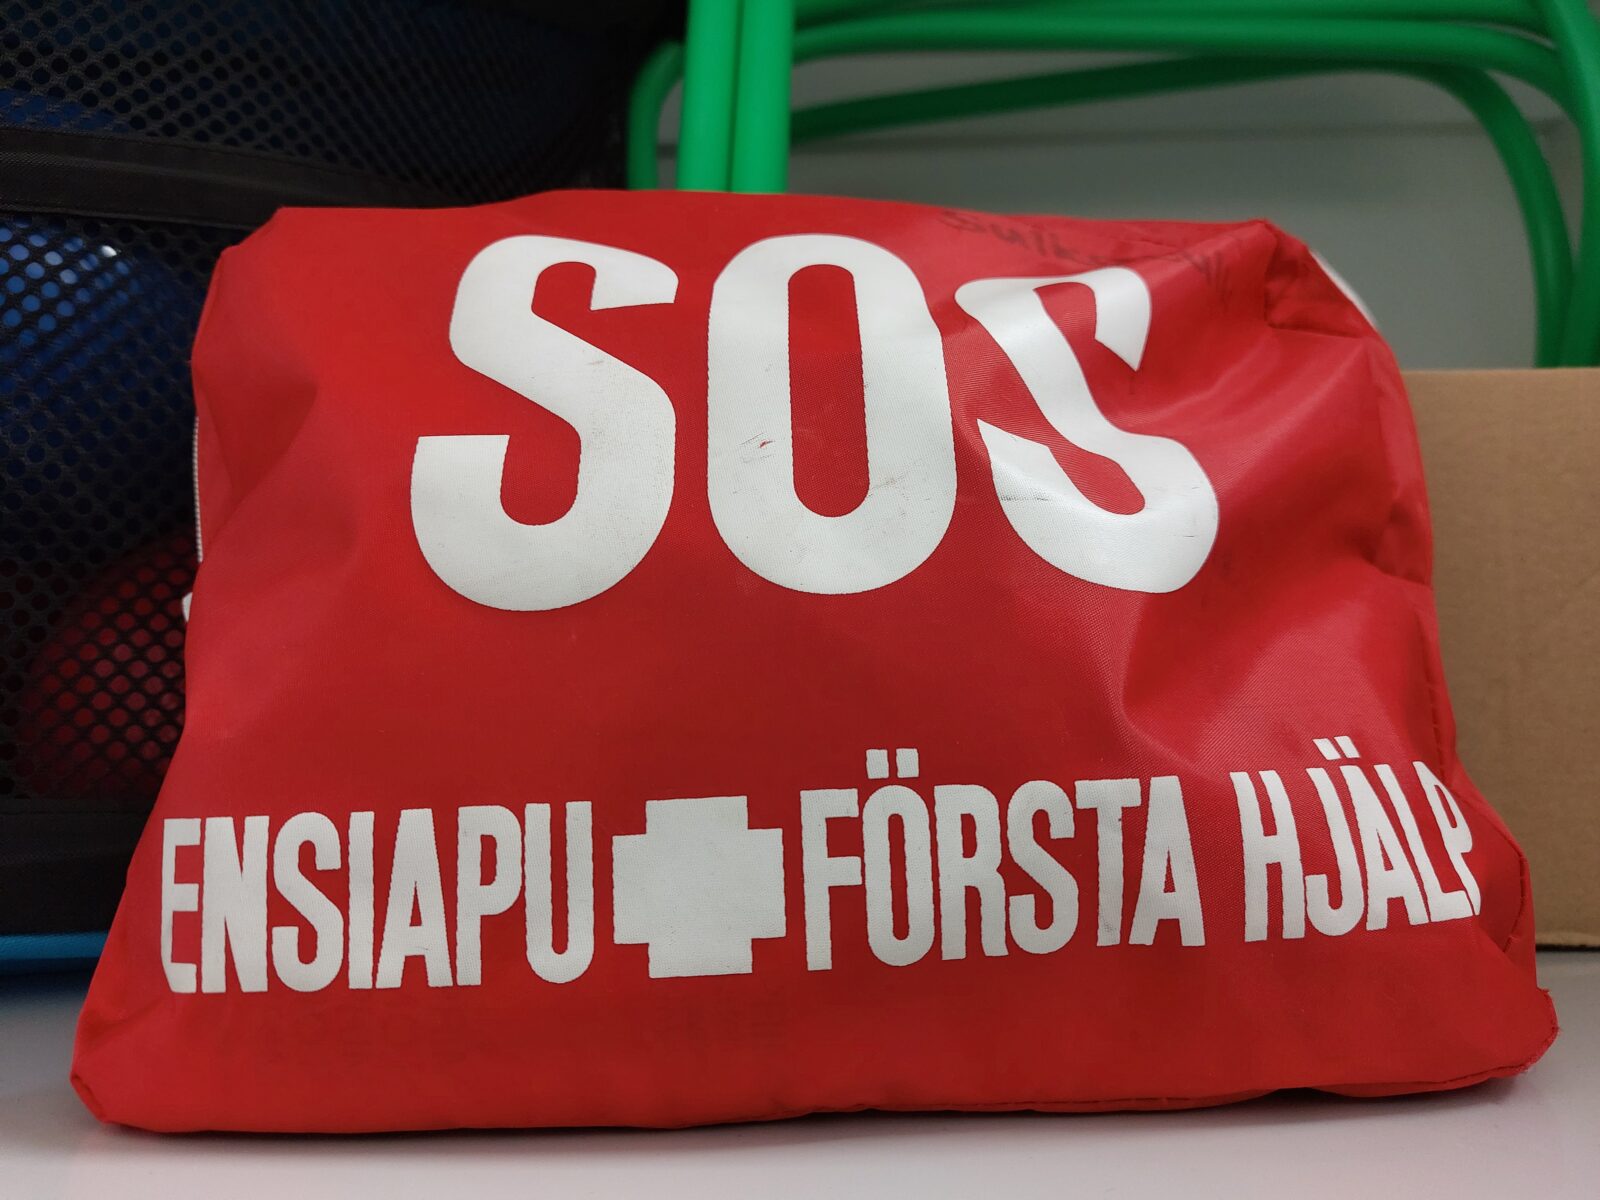 SOS
ENSIAPU FÖRSTA HJÄLP